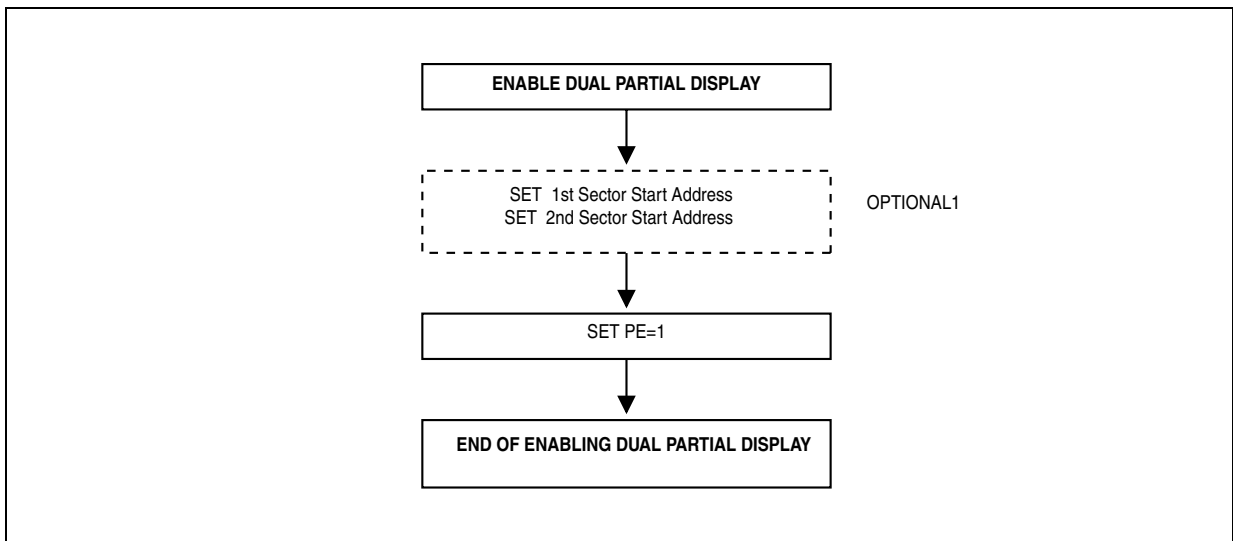 ENABLE DUAL PARTIAL DISPLAY
SET 1st Sector Start Address
SET 2nd Sector Start Address
OPTIONAL1
SET PE=1
END OF ENABLING DUAL PARTIAL DISPLAY